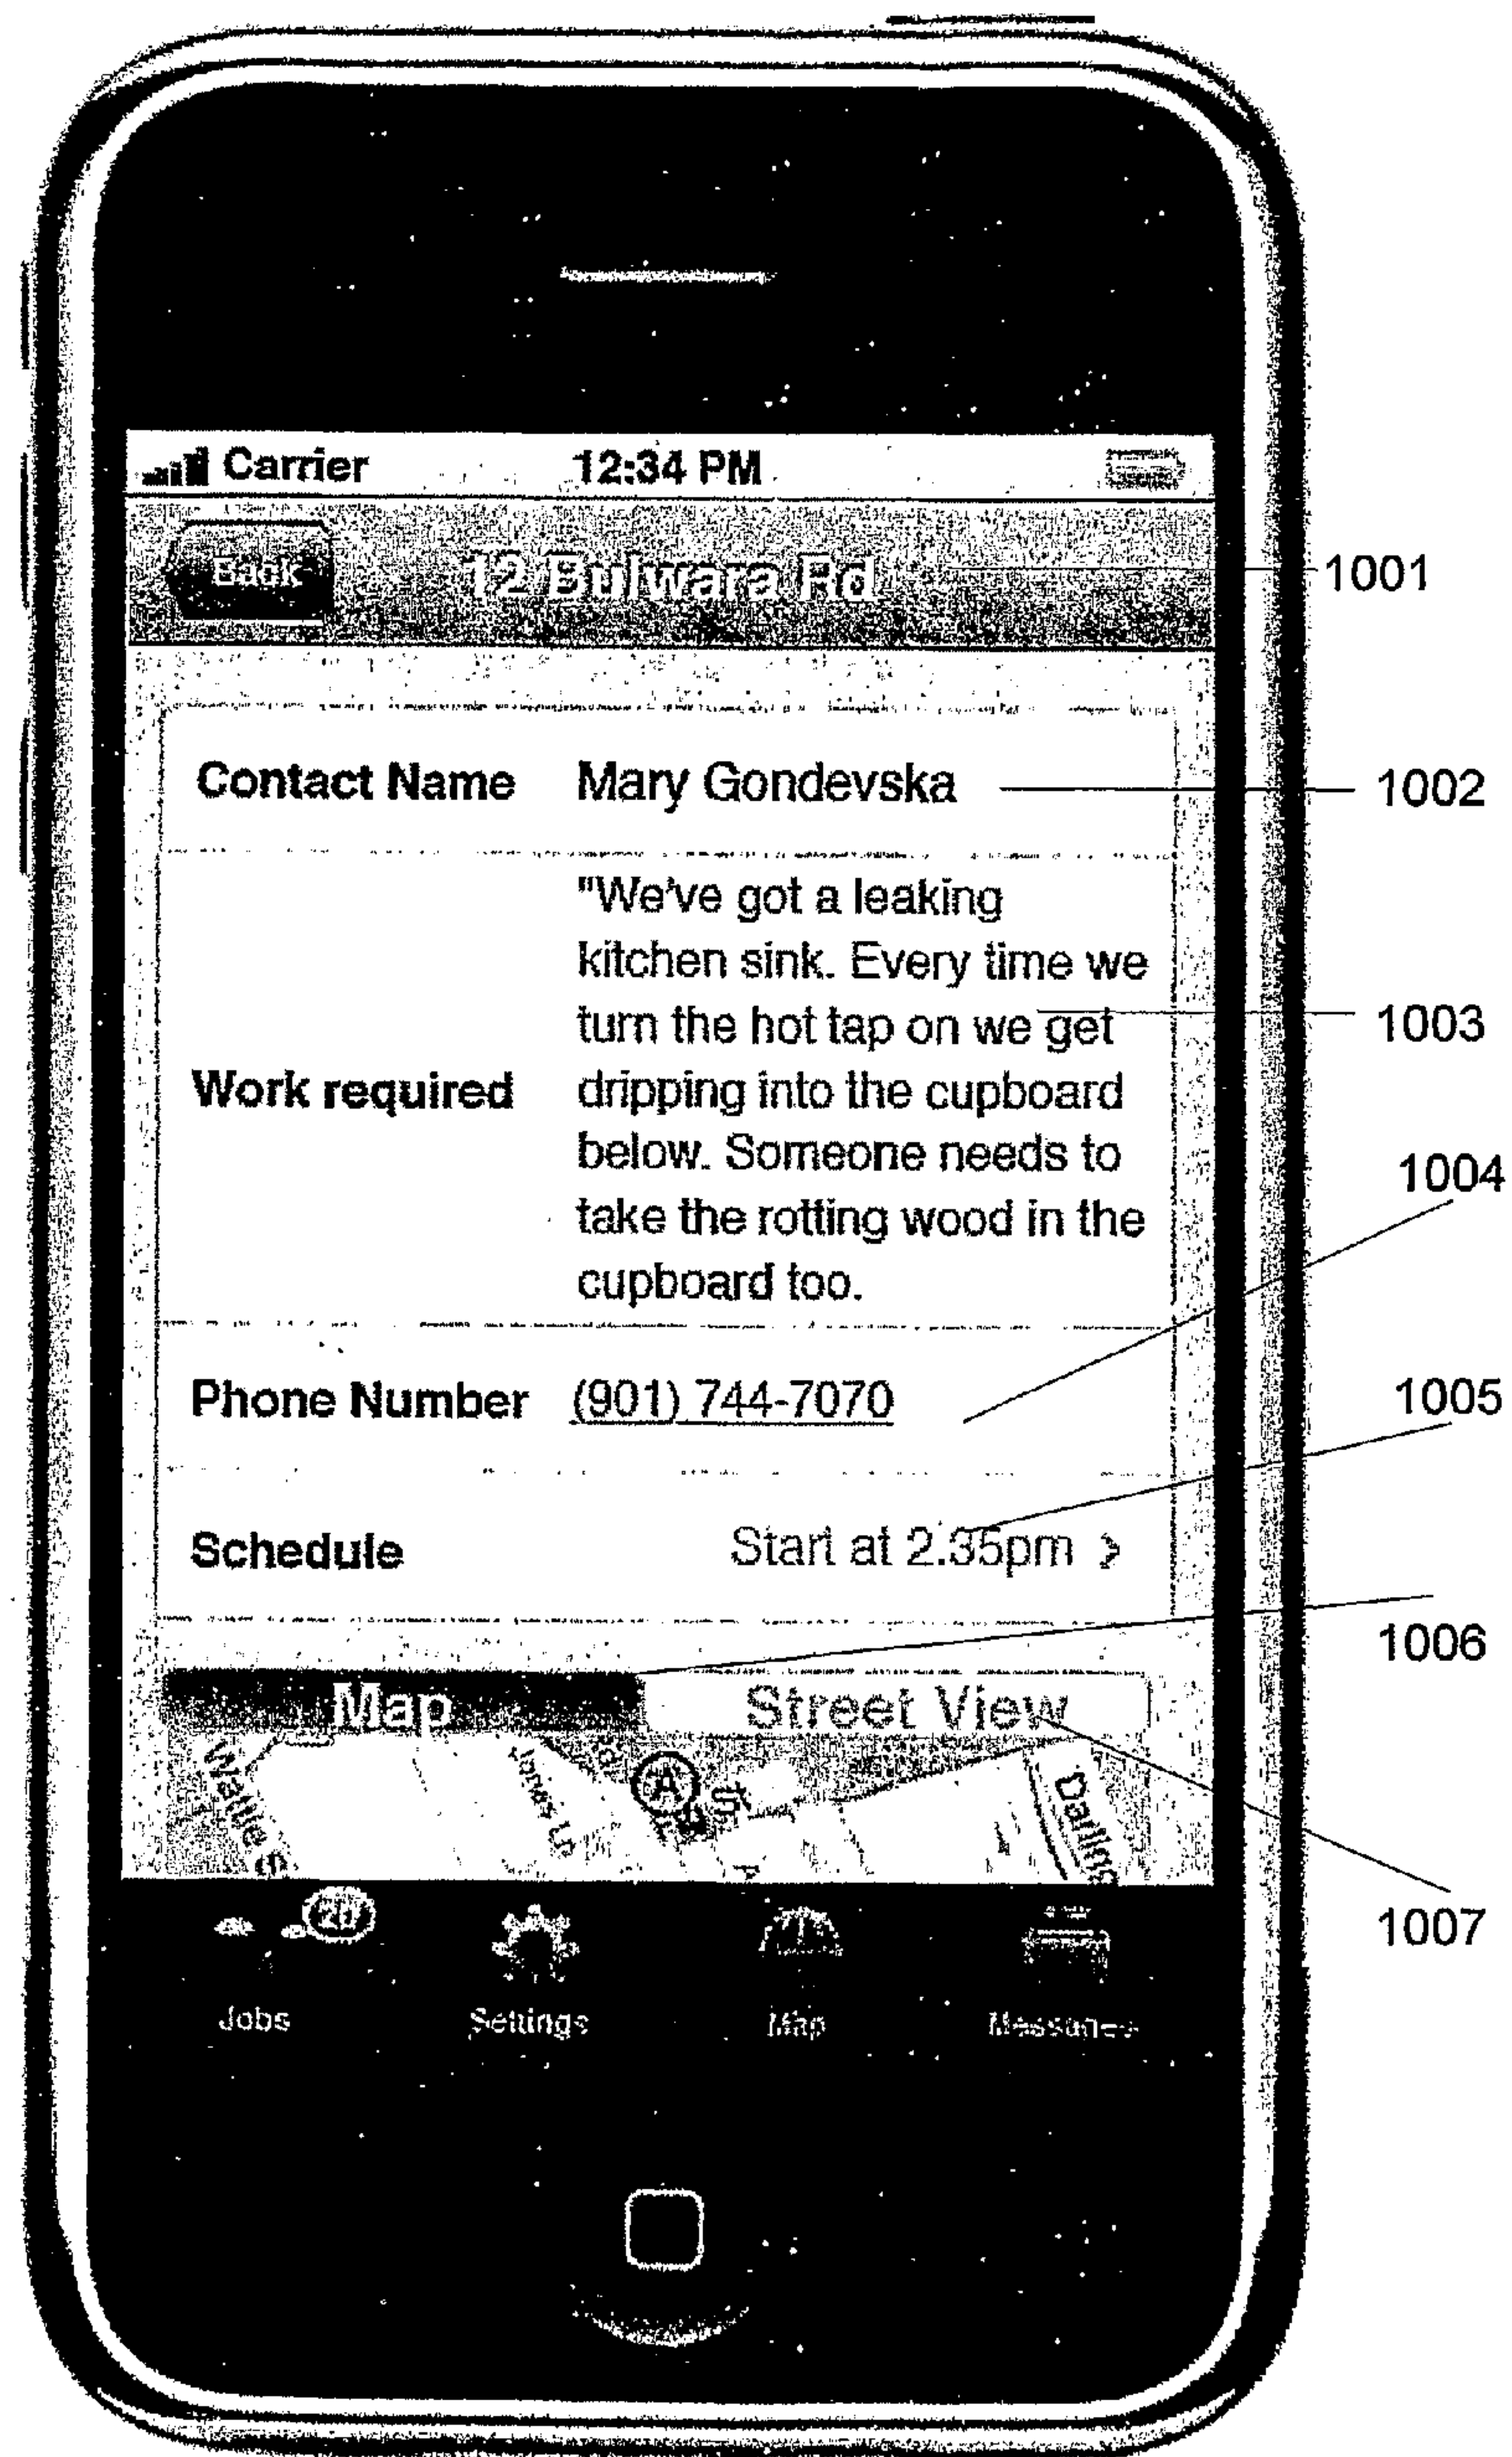 Carrier 12:34 PM
Back 12 Bulwara Rd 1001
Contact Name Mary Gondevska 1002
"We've got a leaking
kitchen sink. Every time we
turn the hot tap on we get 1003
Work required dripping into the cupboard
below. Someone needs to
1004
take the rotting wood in the
cupboard too.
Phone Number (901) 744-7070 1005
Schedule Start at 2.35pm >
1006
Map Street View
A
1007
20
Jobs Settings Map Messages